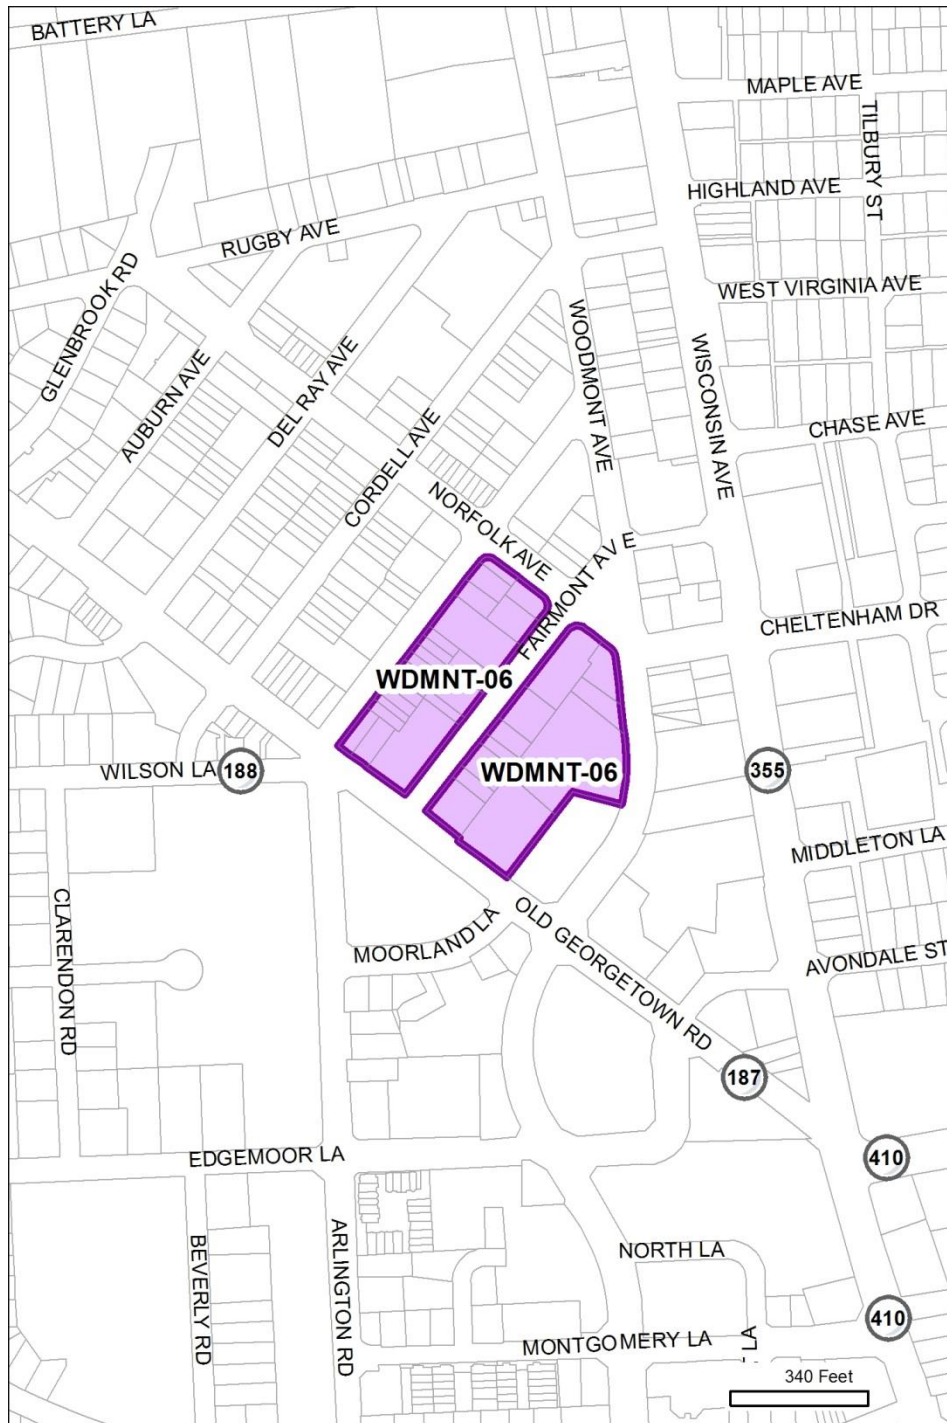 BATTERY LA
MAPLE AVE
TILBURY ST
HIGHLAND AVE
RUGBY AVE
GLENBROOK RD
WEST VIRGINIA AVE
WOODMONT AVE
WISCONSIN AVE
AUBURN AVE
DEL RAY AVE
CORDELL AVE
CHASE AVE
NORFOLK AVE
FAIRMONT AV E
CHELTENHAM DR
WDMNT-06
WILSON LA
188
WDMNT-06
355
MIDDLETON LA
CLARENDON RD
MOORLAND LA
OLD GEORGETOWN RD
AVONDALE ST
187
EDGEMOOR LA
410
BEVERLY RD
ARLINGTON RD
NORTH LA
410
MONTGOMERY LA
LA
340 Feet